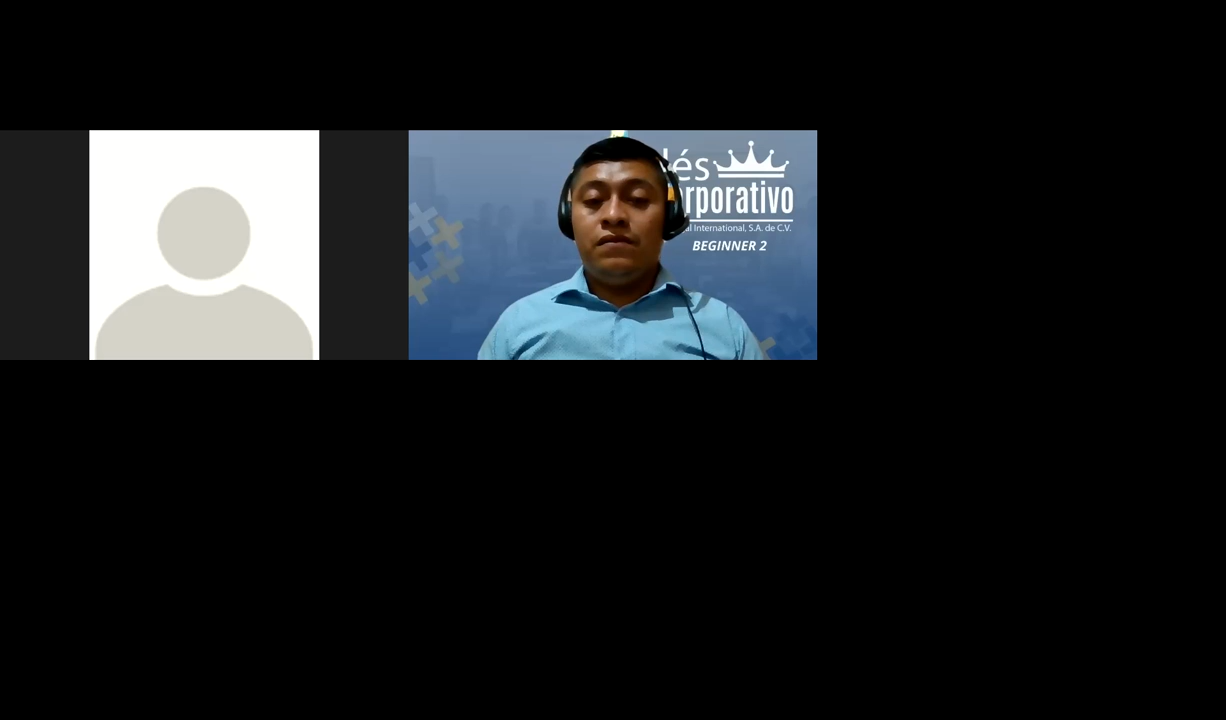 lés
rporativo
al International, S.A. de C.V.
BEGINNER 2